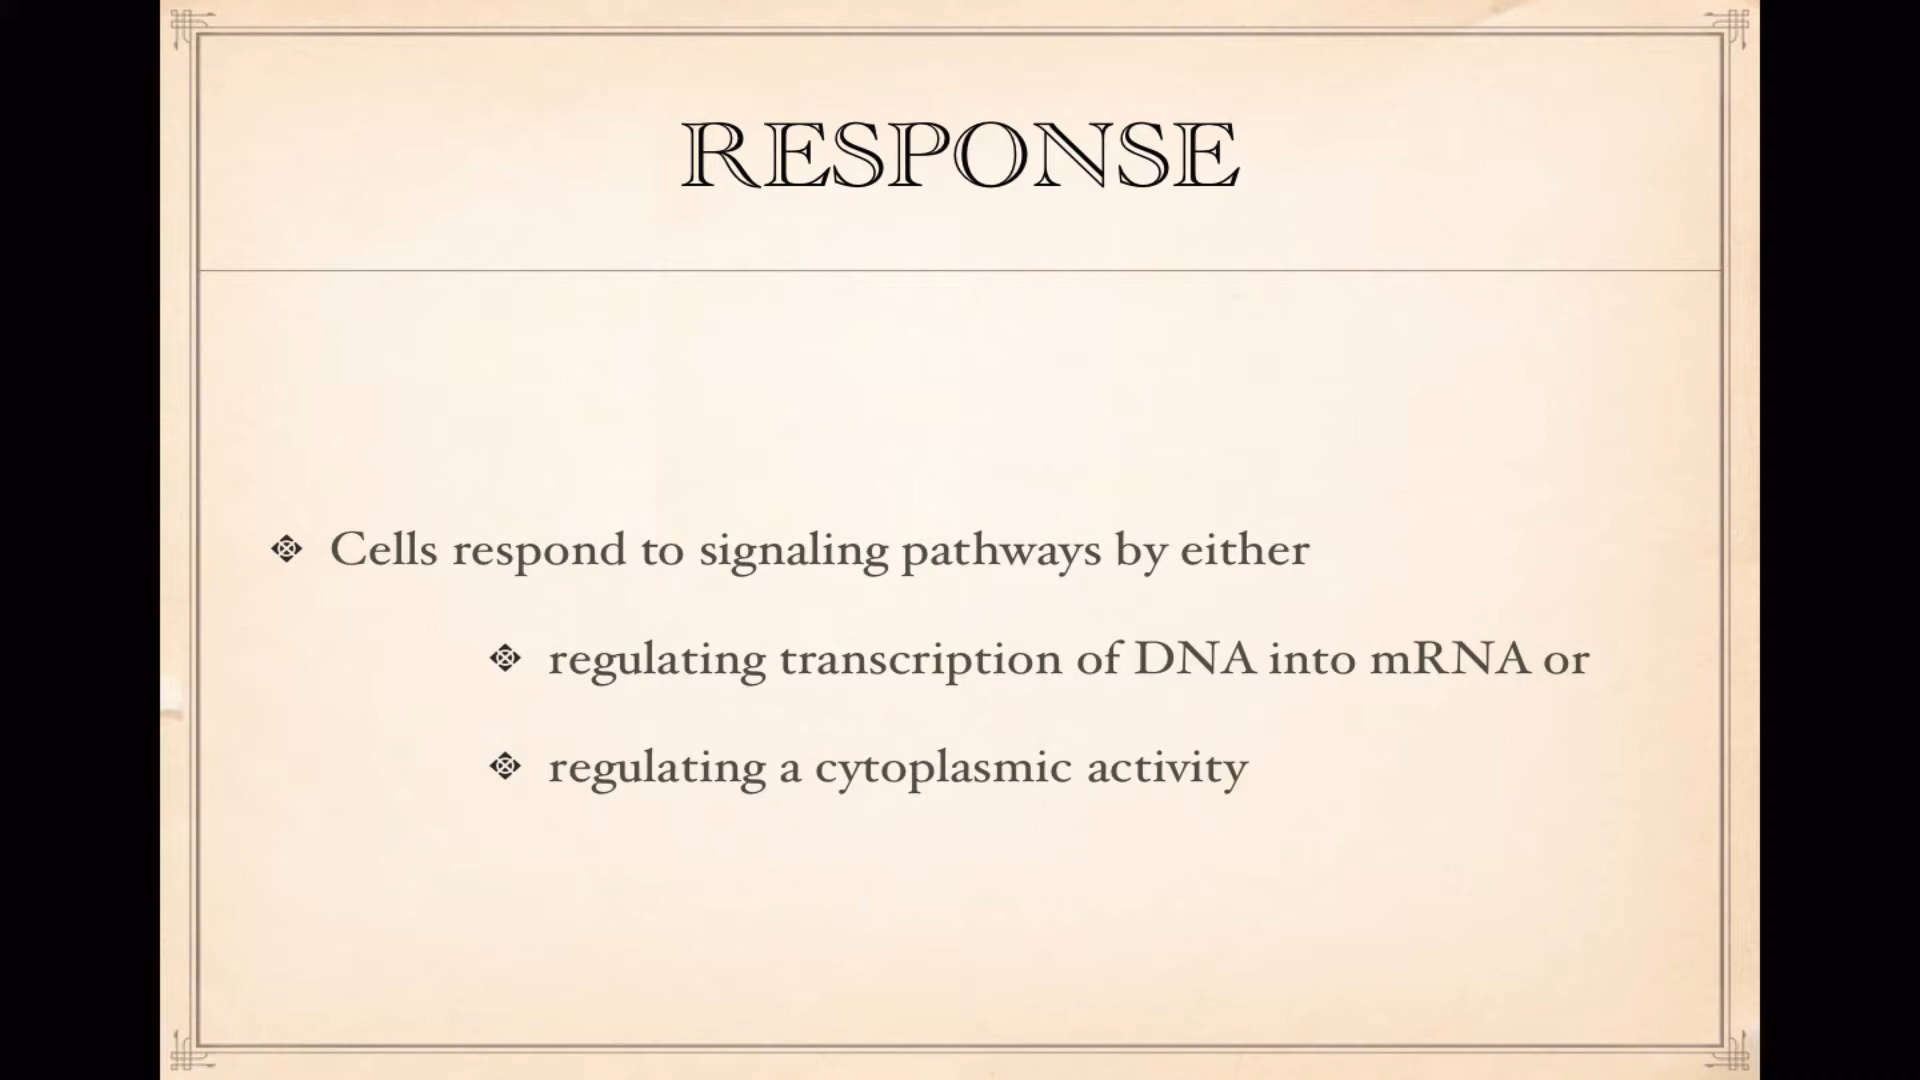 RESPONSE
Cells respond to signaling pathways by either
regulating transcription of DNA into mRNA or
regulating a cytoplasmic activity